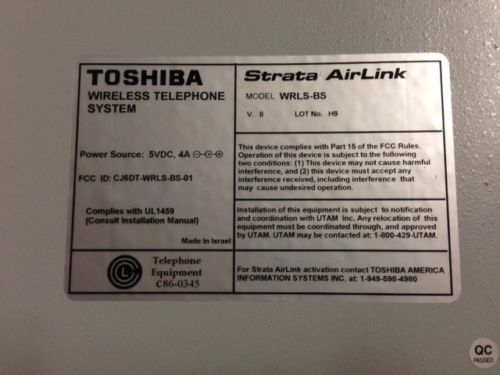 TOSHIBA
WIRELESS TELEPHONE
SYSTEM
Power Source: 5VDC, 4A
FCC ID: CJ6DT-WRLS-BS-01
Complies with UL1459
(Consult Installation Manual)
Made in Israel
Telephone
Equipment
C86-0345
Strata AirLink
MODEL WRLS-BS
V. 8 LOT No. H9
This device complies with Part 15 of the FCC Rules.
Operation of this device is subject to the following
two conditions: (1) This device may not cause harmful
interference, and (2) this device must accept any
interference received, including interference that
may cause undesired operation.
Installation of this equipment is subject to notification
and coordination with UTAM Inc. Any relocation of this
equipment must be coordinated through, and approved
by UTAM. UTAM may be contacted at: 1-800-429-UTAM.
For Strata AirLink activation contact TOSHIBA AMERICA
INFORMATION SYSTEMS INC. at: 1-949-598-4980
QC
PASSED